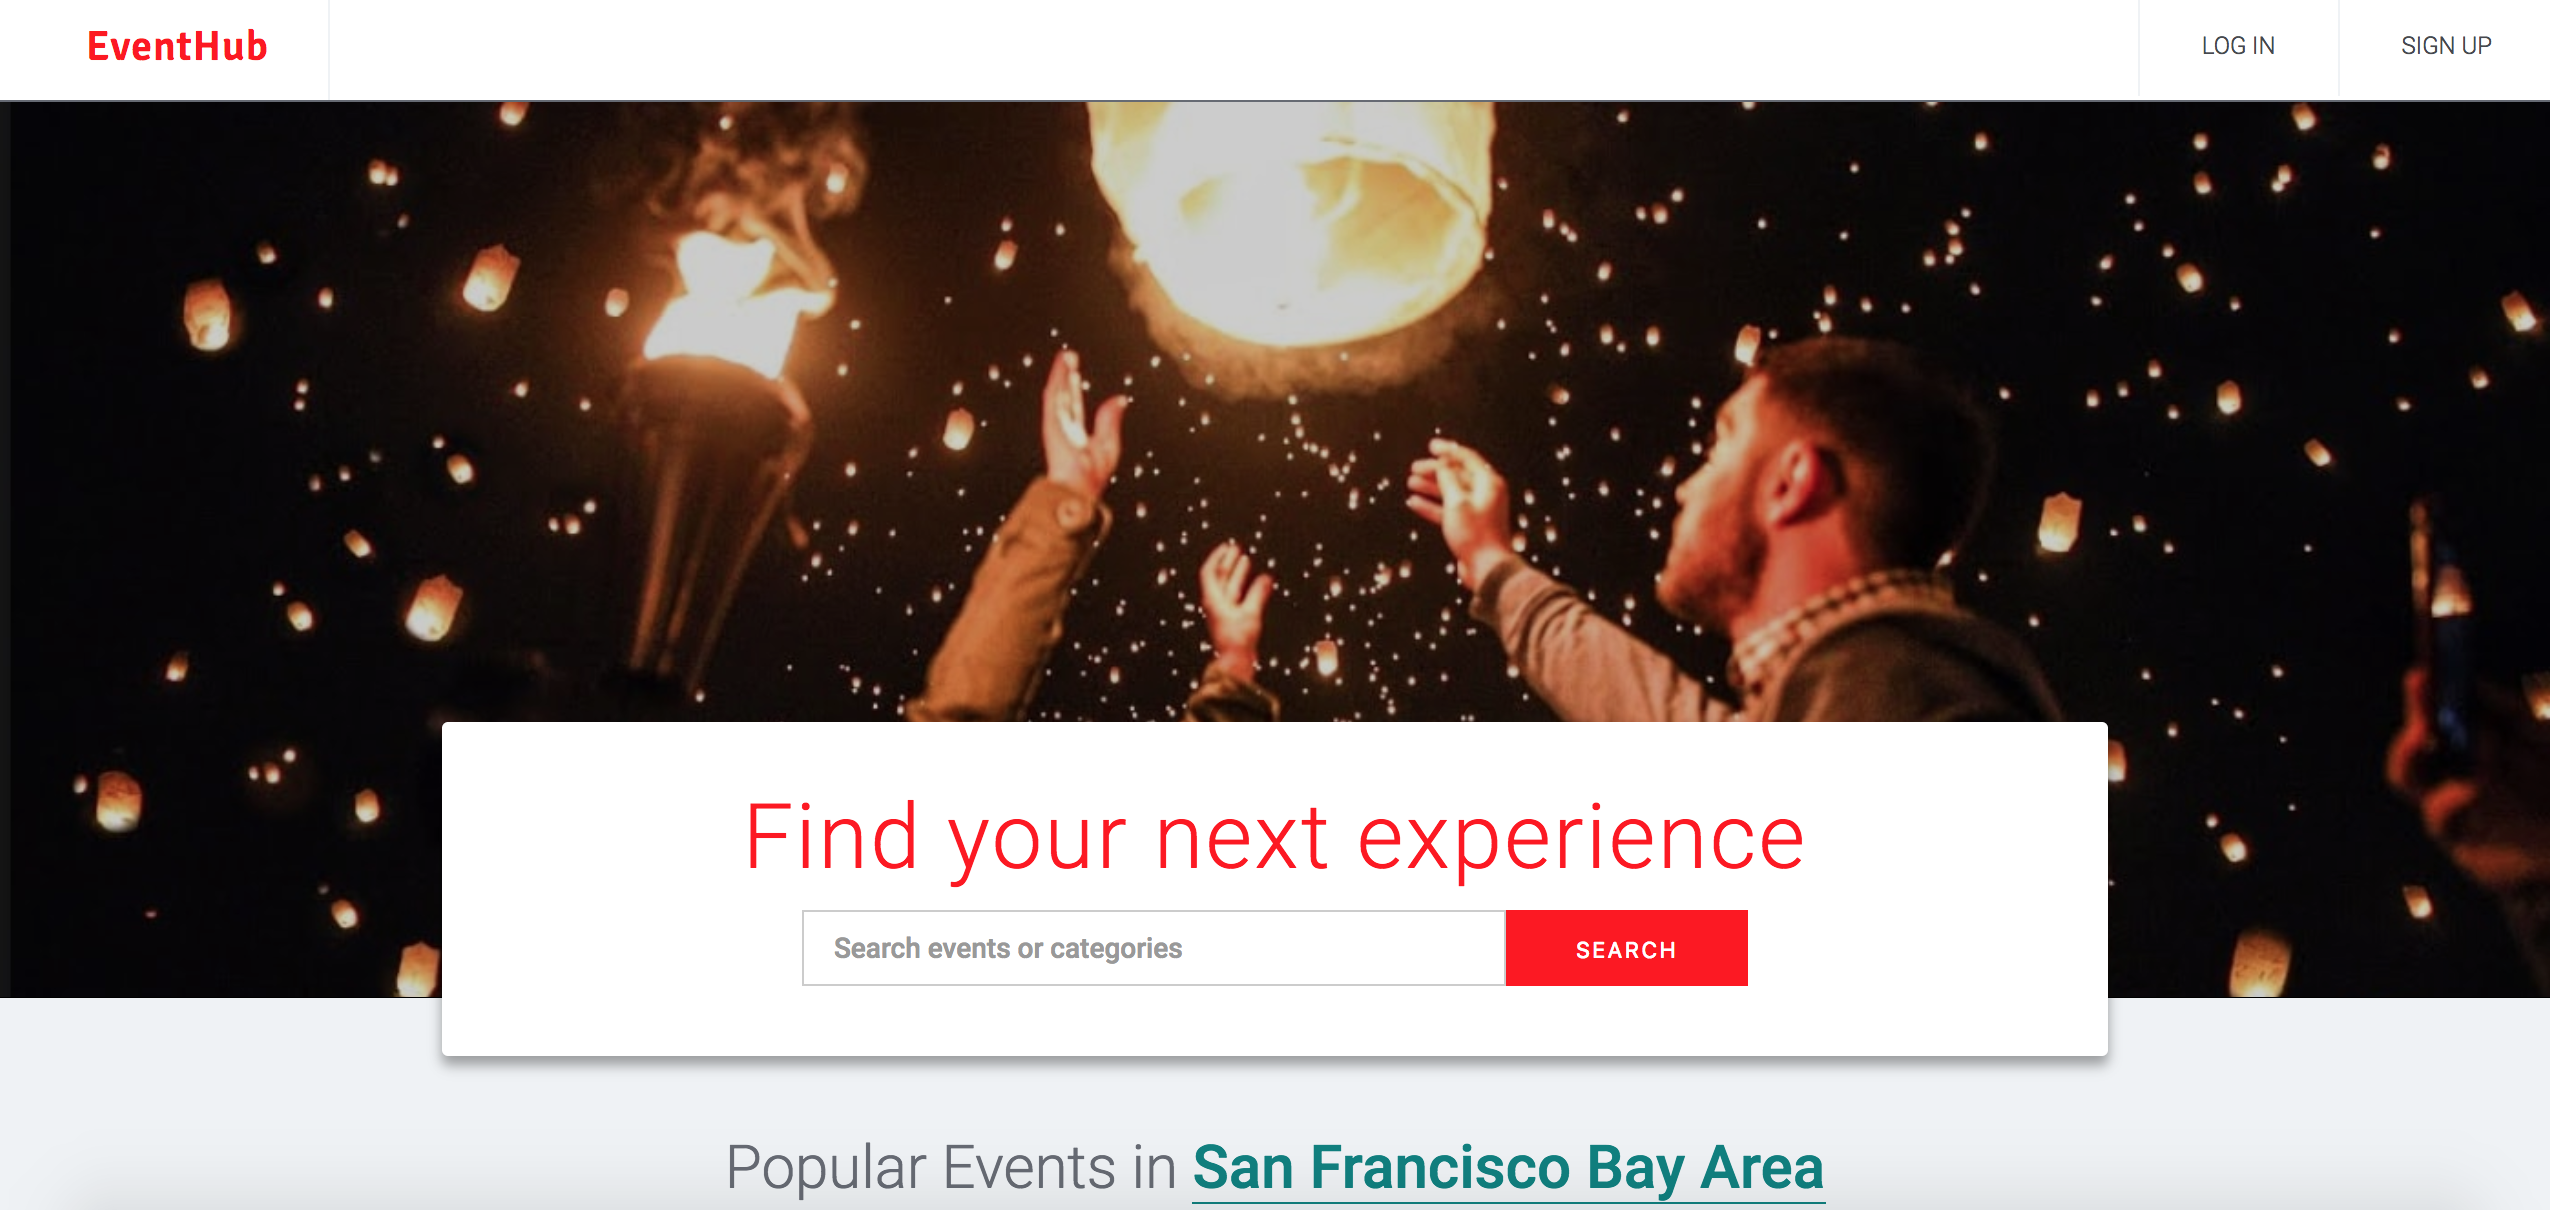 EventHub
LOG IN
SIGN UP
Find your next experience
Search events or categories
SEARCH
Popular Events in San Francisco Bay Area